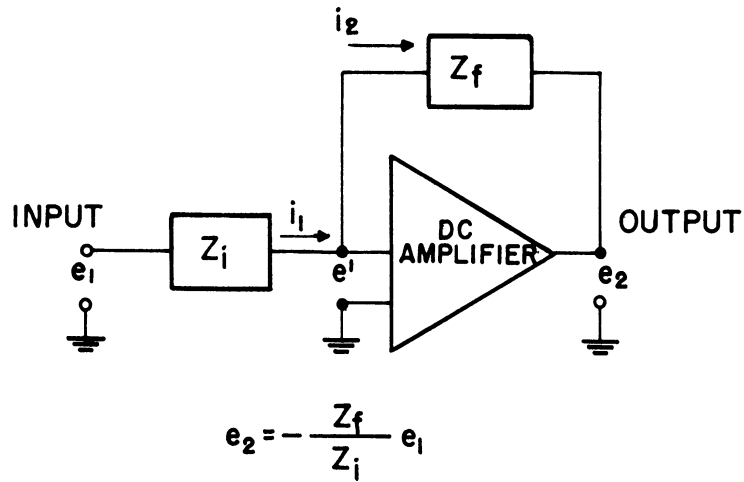 i₂
Zf
INPUT
Zi
i₁
DC
AMPLIFIER
OUTPUT
e₁
e'
e₂
e₂ = - Zf/Zi e₁